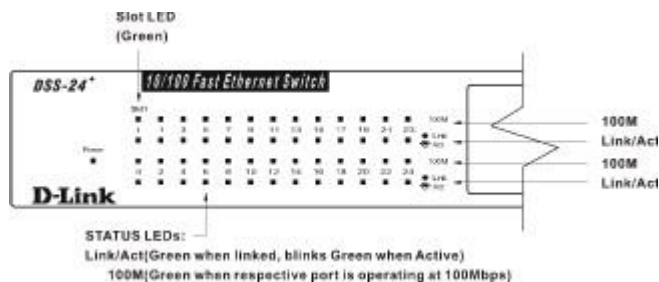 Slot LED
(Green)
DSS-24+
10/100 Fast Ethernet Switch
Slot1
100M
1 3 5 7 9 11 13 15 17 19 21 23
Link
Act
Power
100M
2 4 6 8 10 12 14 16 18 20 22 24
Link
Act
D-Link
100M
Link/Act
100M
Link/Act
STATUS LEDs:
Link/Act(Green when linked, blinks Green when Active)
100M(Green when respective port is operating at 100Mbps)